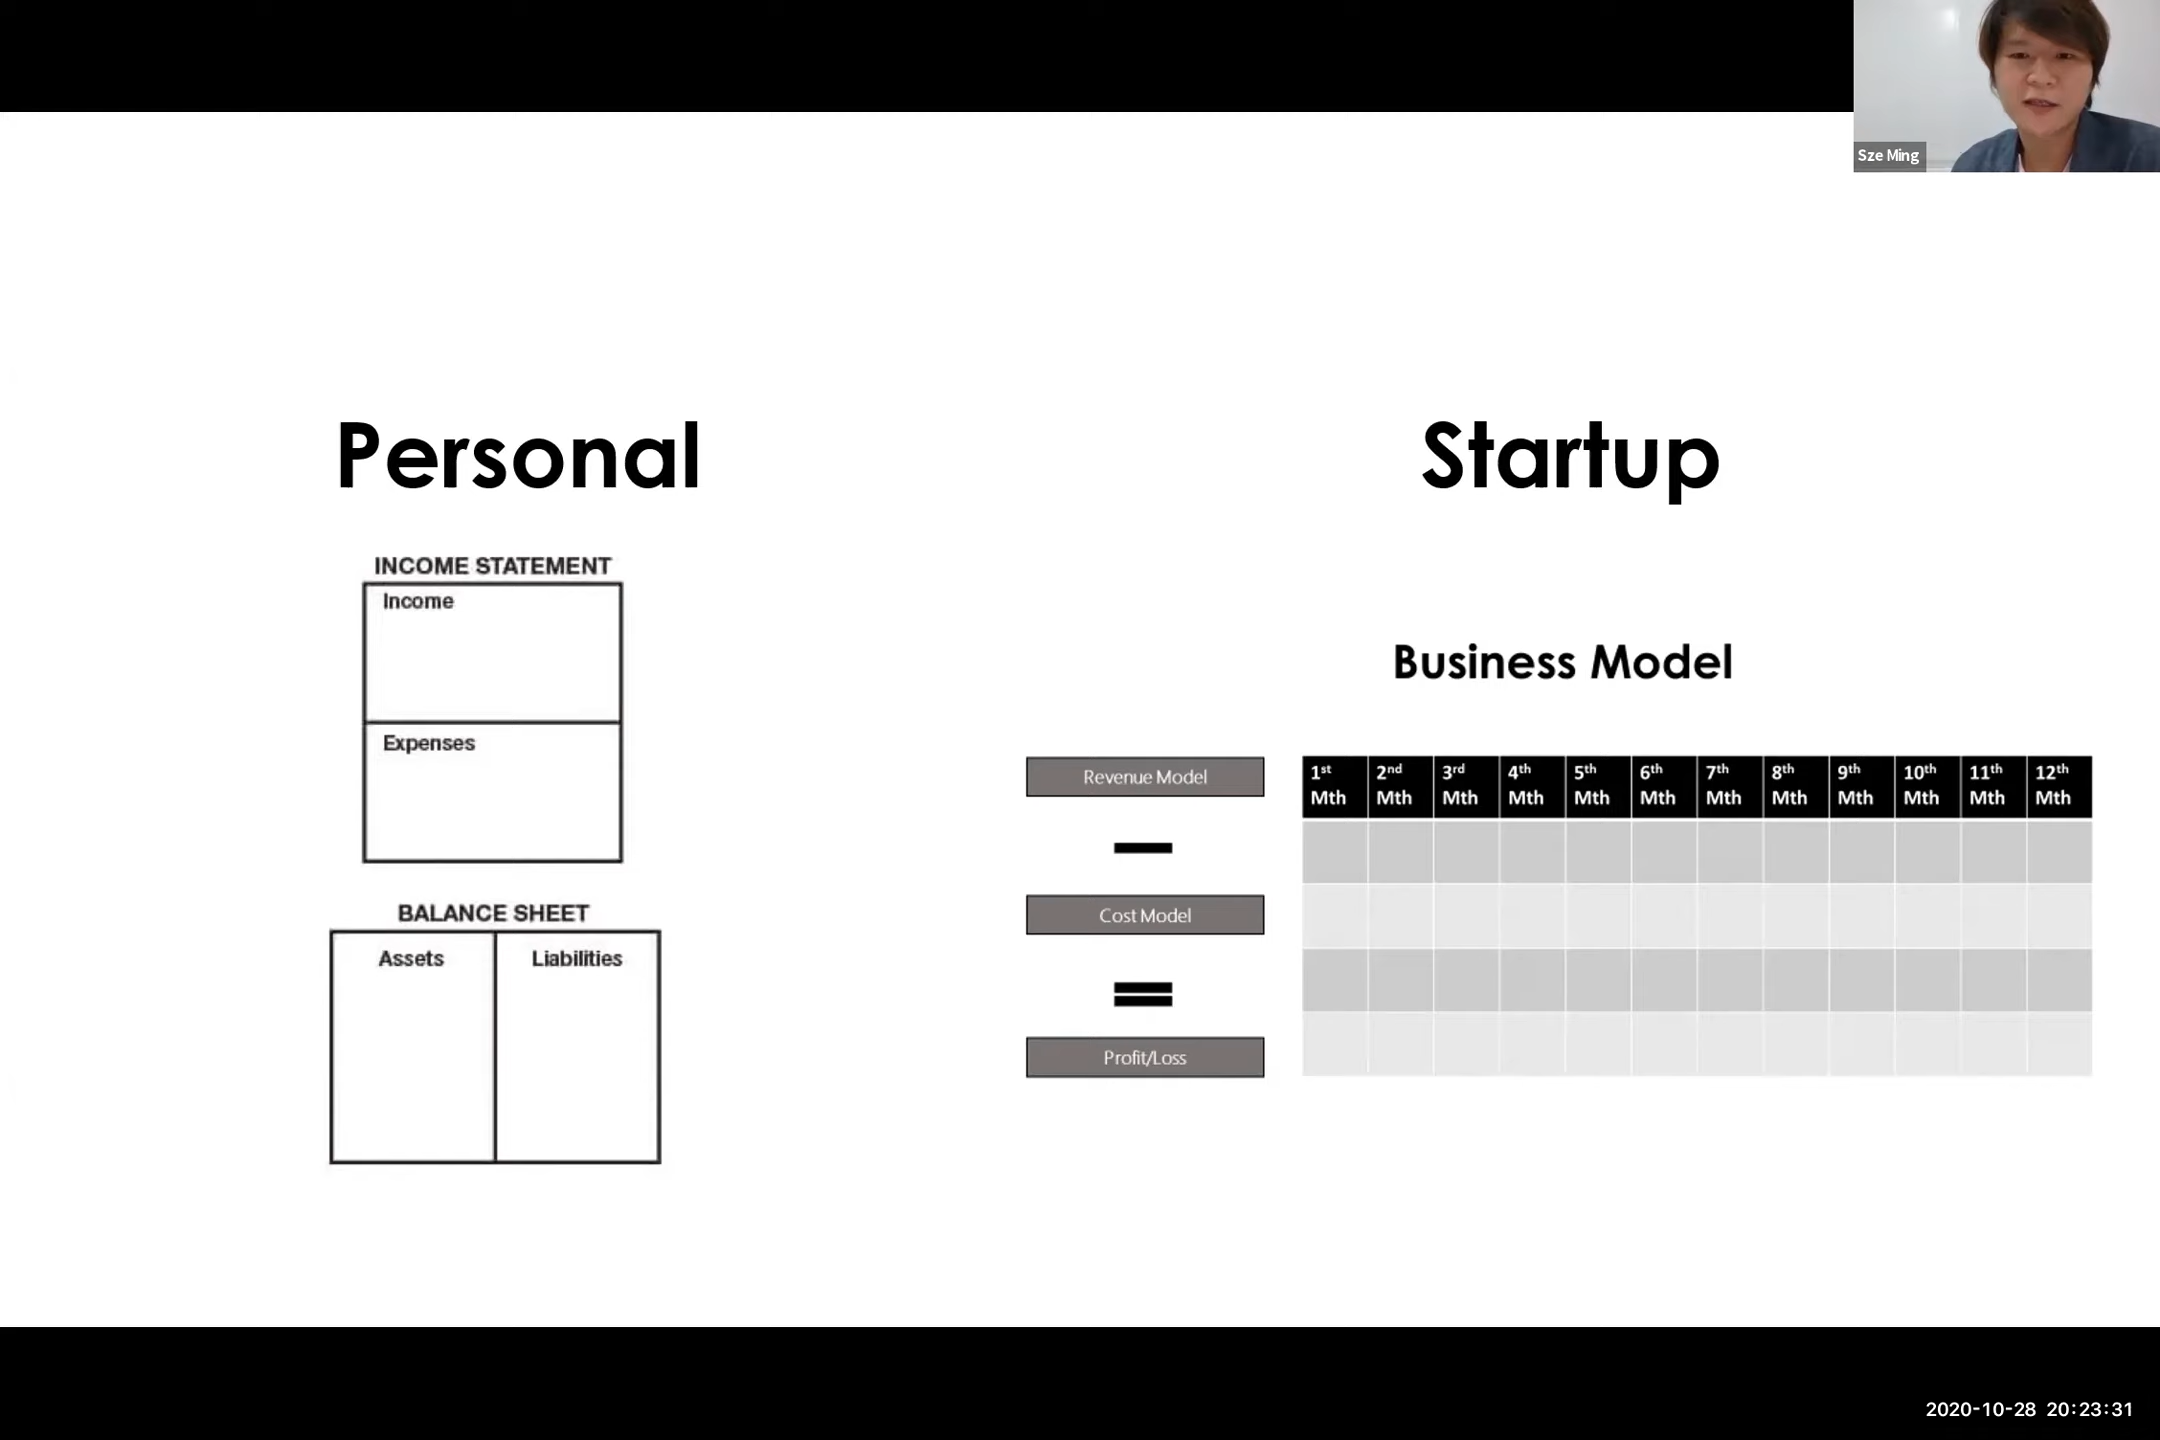 Sze Ming
Personal
Startup
INCOME STATEMENT
Income
Expenses
BALANCE SHEET
Assets Liabilities
Business Model
Revenue Model
Cost Model
Profit/Loss
1st Mth 2nd Mth 3rd Mth 4th Mth 5th Mth 6th Mth 7th Mth 8th Mth 9th Mth 10th Mth 11th Mth 12th Mth
2020-10-28 20:23:31